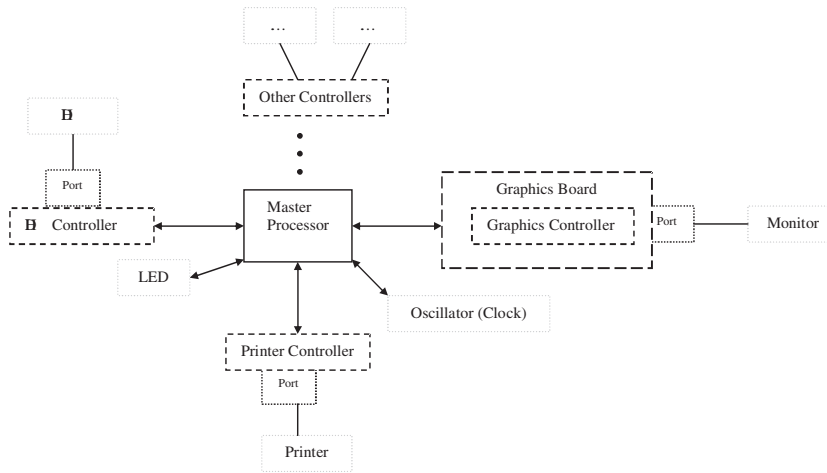 ...
...
Other Controllers
Port
Controller
Master
Processor
Graphics Board
Graphics Controller
Port
Monitor
LED
Oscillator (Clock)
Printer Controller
Port
Printer